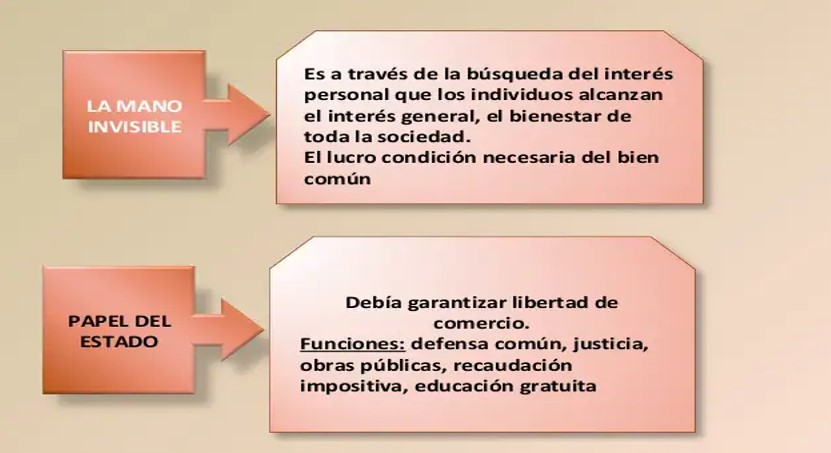 LA MANO
INVISIBLE
Es a través de la búsqueda del interés
personal que los individuos alcanzan
el interés general, el bienestar de
toda la sociedad.
El lucro condición necesaria del bien
común
PAPEL DEL
ESTADO
Debía garantizar libertad de
comercio.
Funciones: defensa común, justicia,
obras públicas, recaudación
impositiva, educación gratuita